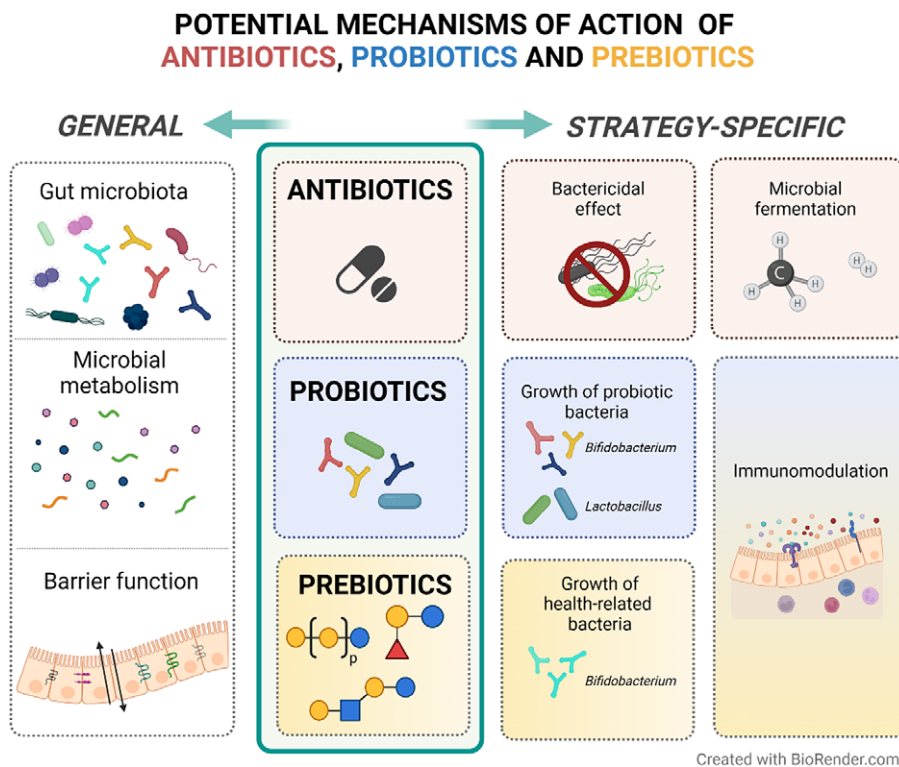 POTENTIAL MECHANISMS OF ACTION OF
ANTIBIOTICS, PROBIOTICS AND PREBIOTICS
GENERAL
STRATEGY-SPECIFIC
Gut microbiota
Microbial
metabolism
Barrier function
ANTIBIOTICS
PROBIOTICS
PREBIOTICS
p
Bactericidal
effect
Microbial
fermentation
H
C
H
H
H
H
H
Growth of probiotic
bacteria
Bifidobacterium
Lactobacillus
Immunomodulation
Growth of
health-related
bacteria
Bifidobacterium
Created with BioRender.com